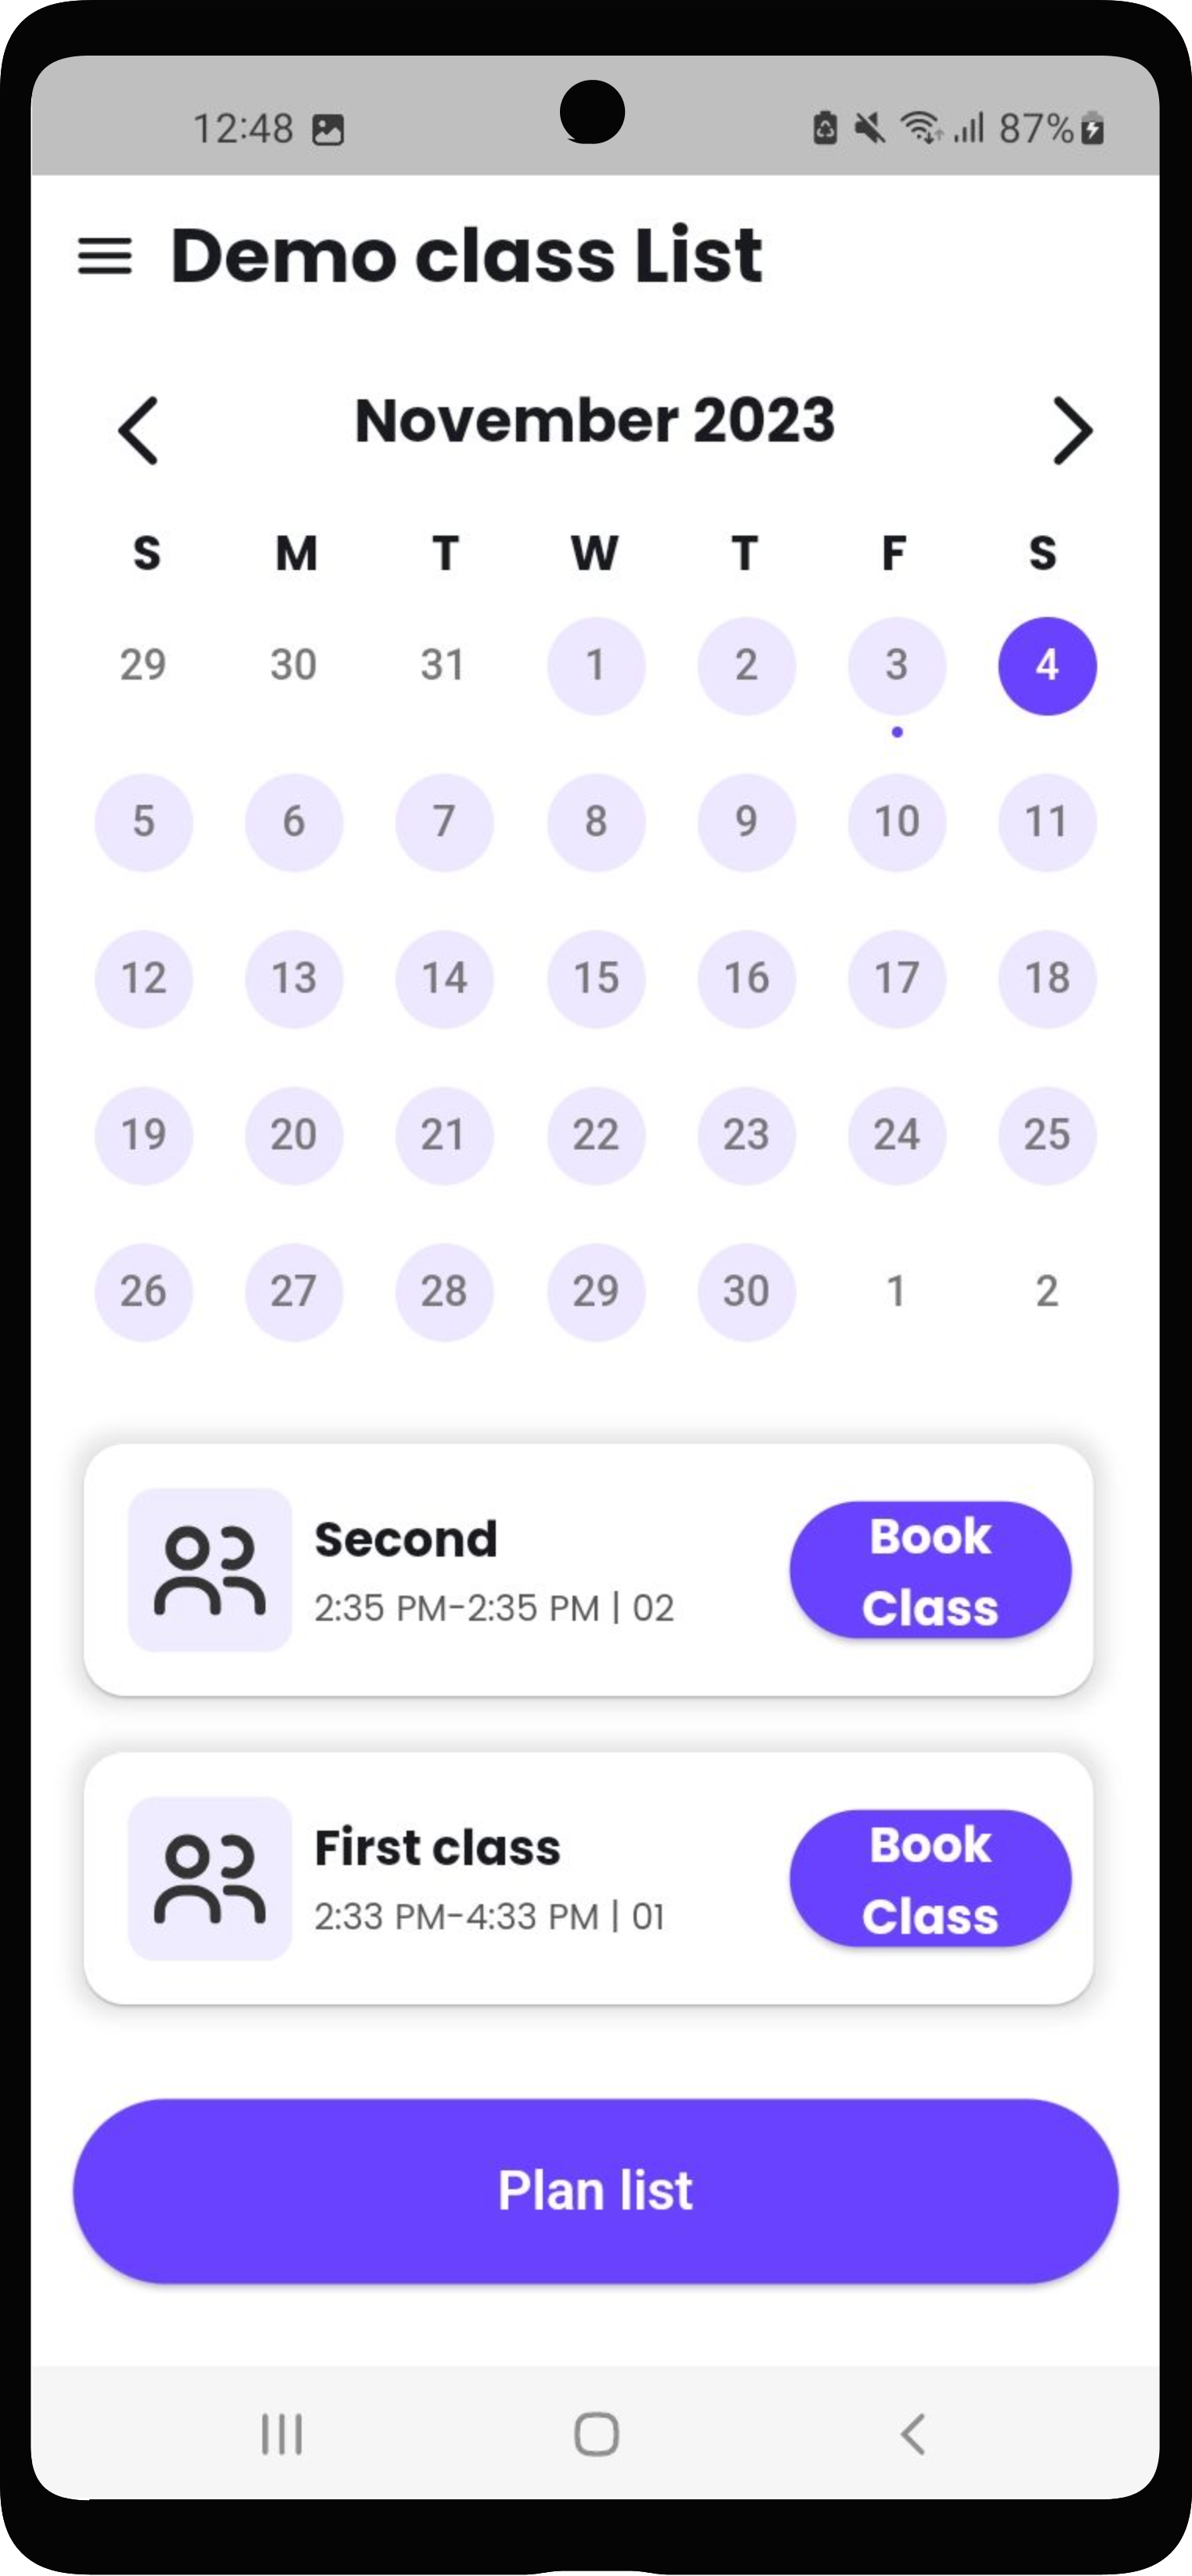 12:48 87%
Demo class List
November 2023
S M T W T F S
29 30 31 1 2 3 4
5 6 7 8 9 10 11
12 13 14 15 16 17 18
19 20 21 22 23 24 25
26 27 28 29 30 1 2
Second
2:35 PM-2:35 PM | 02
Book
Class
First class
2:33 PM-4:33 PM | 01
Book
Class
Plan list